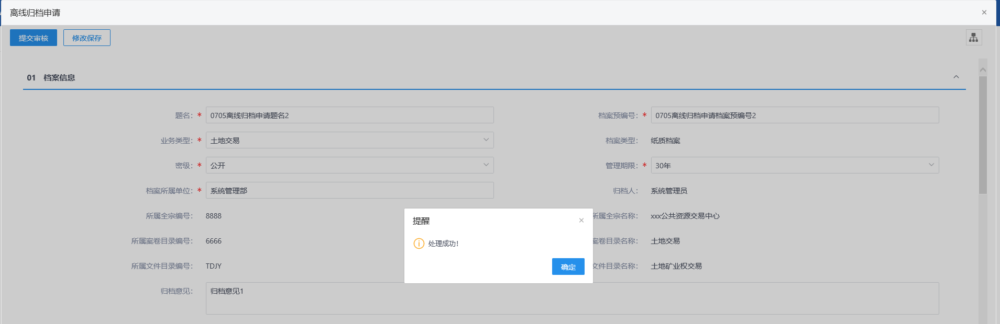 离线归档申请
提交审核 修改保存
01 档案信息
题名：* 0705离线归档申请题名2 档案预编号：* 0705离线归档申请档案预编号2
业务类型：* 土地交易 档案类型： 纸质档案
密级：* 公开 管理期限：* 30年
档案所属单位：* 系统管理部 归档人： 系统管理员
所属全宗编号： 8888 所属全宗名称： xxx公共资源交易中心
所属案卷目录编号： 6666 案卷目录名称： 土地交易
所属文件目录编号： TDJY 文件目录名称： 土地矿业权交易
归档意见： 归档意见1
提醒
处理成功!
确定